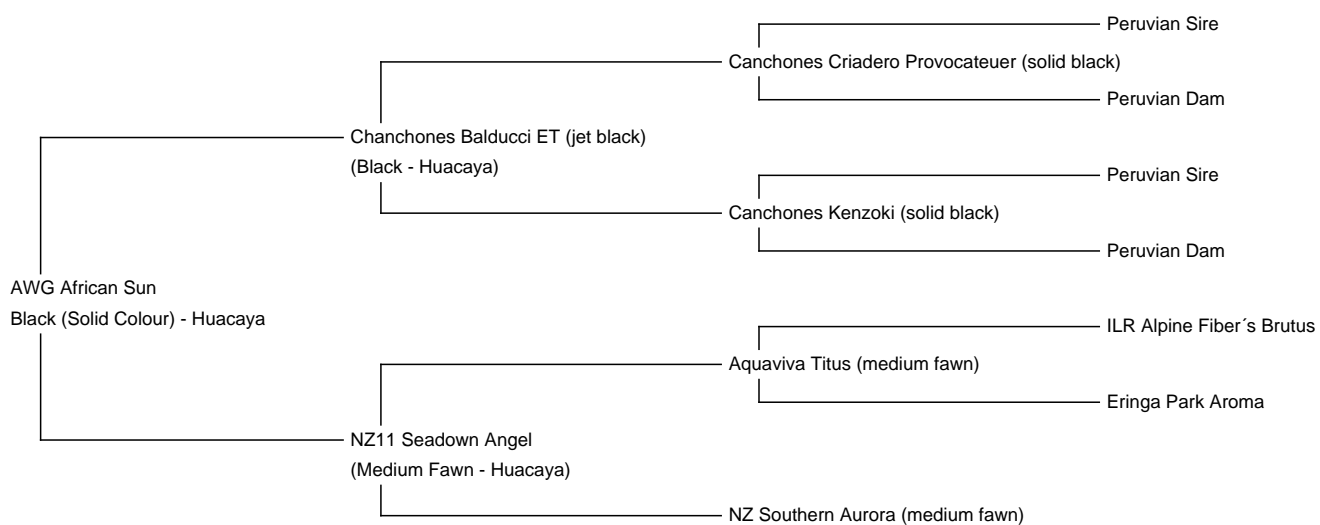 Peruvian Sire
Canchones Criadero Provocateuer (solid black)
Peruvian Dam
Chanchones Balducci ET (jet black)
(Black - Huacaya)
Peruvian Sire
Canchones Kenzoki (solid black)
Peruvian Dam
AWG African Sun
Black (Solid Colour) - Huacaya
ILR Alpine Fiber´s Brutus
Aquaviva Titus (medium fawn)
Eringa Park Aroma
NZ11 Seadown Angel
(Medium Fawn - Huacaya)
NZ Southern Aurora (medium fawn)